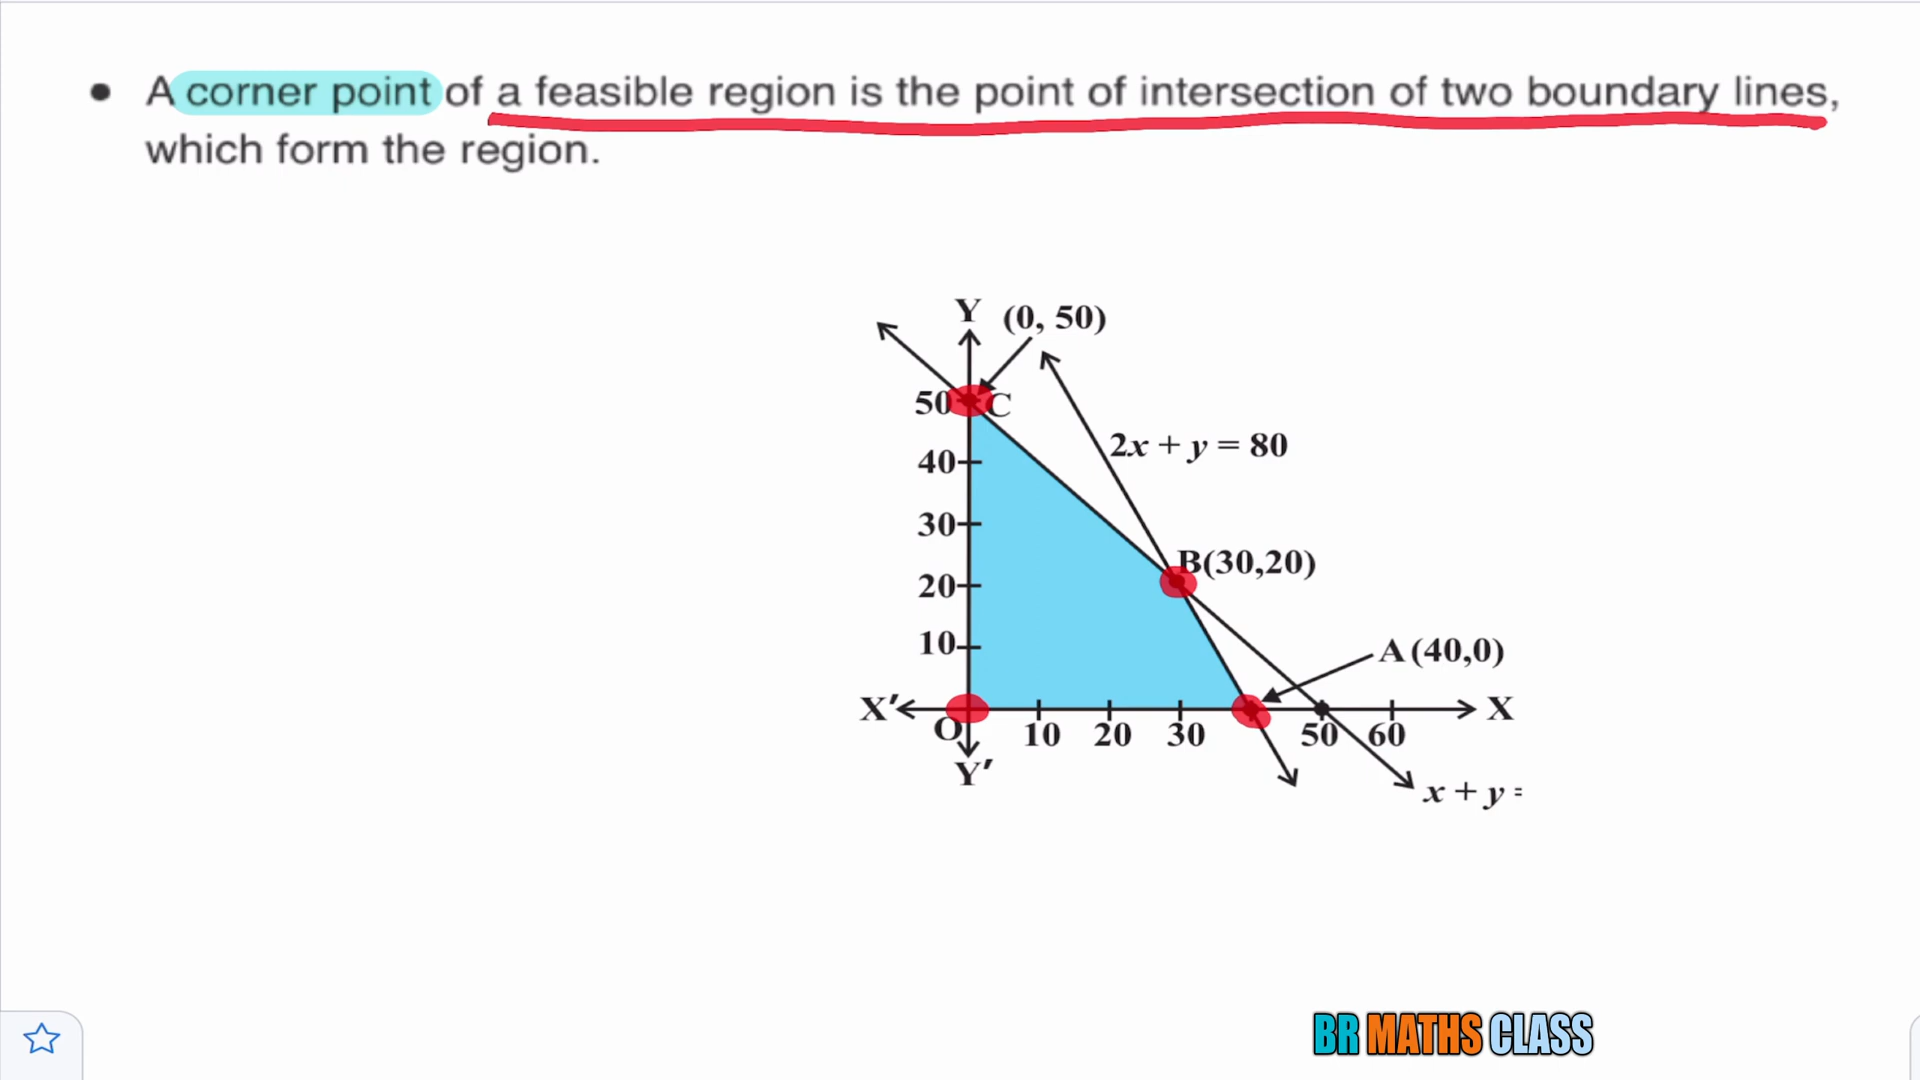 • A corner point of a feasible region is the point of intersection of two boundary lines,
which form the region.
Y (0, 50)
50 C
2x + y = 80
40
30
B(30,20)
20
10
A (40,0)
X′ X
O 10 20 30 50 60
Y′
x + y =
BR MATHS CLASS